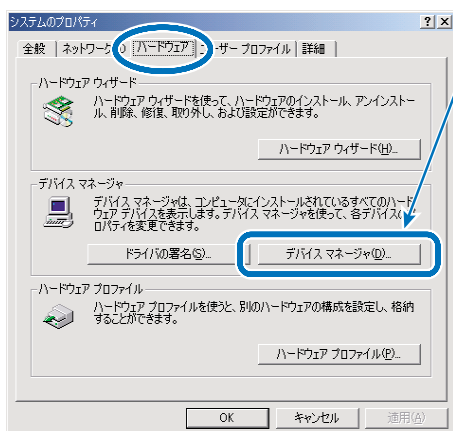 システムのプロパティ
全般 ネットワーク ハードウェア ユーザー プロファイル 詳細
ハードウェア ウィザード
ハードウェア ウィザードを使って、ハードウェアのインストール、アンインストー
ル、削除、修復、取り外し、および設定ができます。
ハードウェア ウィザード(H)...
デバイス マネージャ
デバイス マネージャは、コンピュータにインストールされているすべてのハード
ウェア デバイスを表示します。デバイス マネージャを使って、各デバイスの
ロパティを変更できます。
ドライバの署名(S)...
デバイス マネージャ(D)...
ハードウェア プロファイル
ハードウェア プロファイルを使うと、別のハードウェアの構成を設定し、格納
することができます。
ハードウェア プロファイル(P)...
OK キャンセル 適用(A)